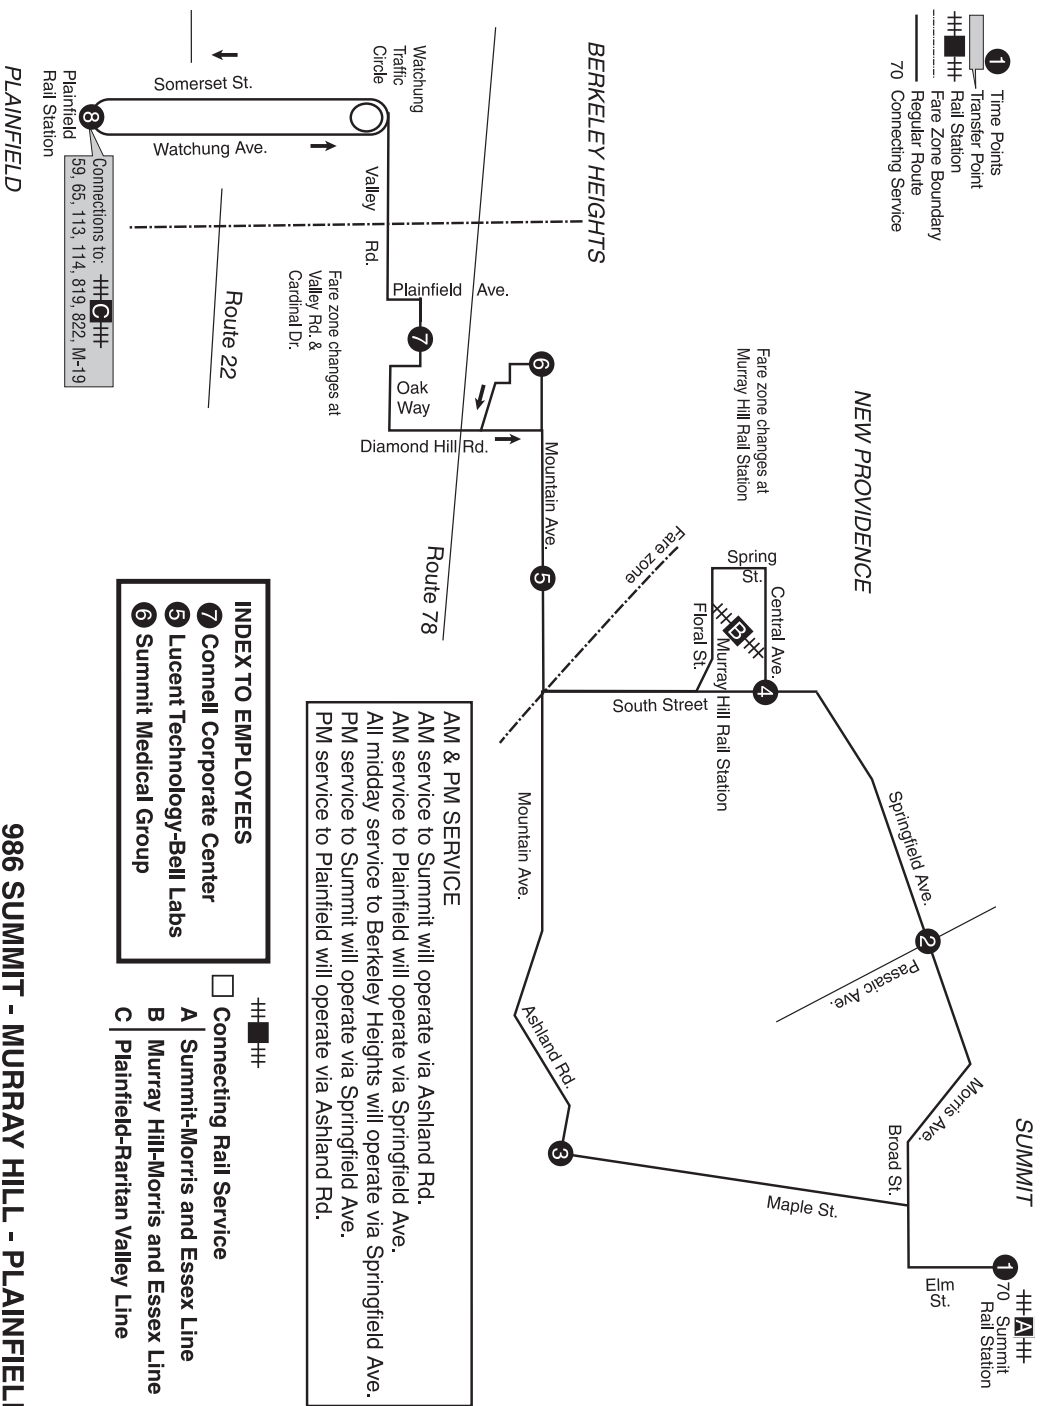 1 Time Points
Transfer Point
Rail Station
Fare Zone Boundary
Regular Route
70 Connecting Service
SUMMIT
A
1
70 Summit
Rail Station
Elm
St.
Broad St.
Morris Ave.
Maple St.
2
Passaic Ave.
Springfield Ave.
3
Ashland Rd.
Mountain Ave.
NEW PROVIDENCE
Fare zone changes at
Murray Hill Rail Station
4
Central Ave.
Spring
St.
B
Murray Hill Rail Station
Floral St.
South Street
Fare zone
5
Mountain Ave.
BERKELEY HEIGHTS
6
Diamond Hill Rd.
Oak
Way
7
Plainfield Ave.
Route 78
Fare zone changes at
Valley Rd. &
Cardinal Dr.
Valley Rd.
Watchung
Traffic
Circle
Somerset St.
Watchung Ave.
Route 22
8
Plainfield
Rail Station
Connections to: C
59, 65, 113, 114, 819, 822, M-19
PLAINFIELD
AM & PM SERVICE
AM service to Summit will operate via Ashland Rd.
AM service to Plainfield will operate via Springfield Ave.
All midday service to Berkeley Heights will operate via Springfield Ave.
PM service to Summit will operate via Springfield Ave.
PM service to Plainfield will operate via Ashland Rd.
INDEX TO EMPLOYEES
7 Connell Corporate Center
5 Lucent Technology-Bell Labs
6 Summit Medical Group
Connecting Rail Service
A Summit-Morris and Essex Line
B Murray Hill-Morris and Essex Line
C Plainfield-Raritan Valley Line
986 SUMMIT - MURRAY HILL - PLAINFIEL